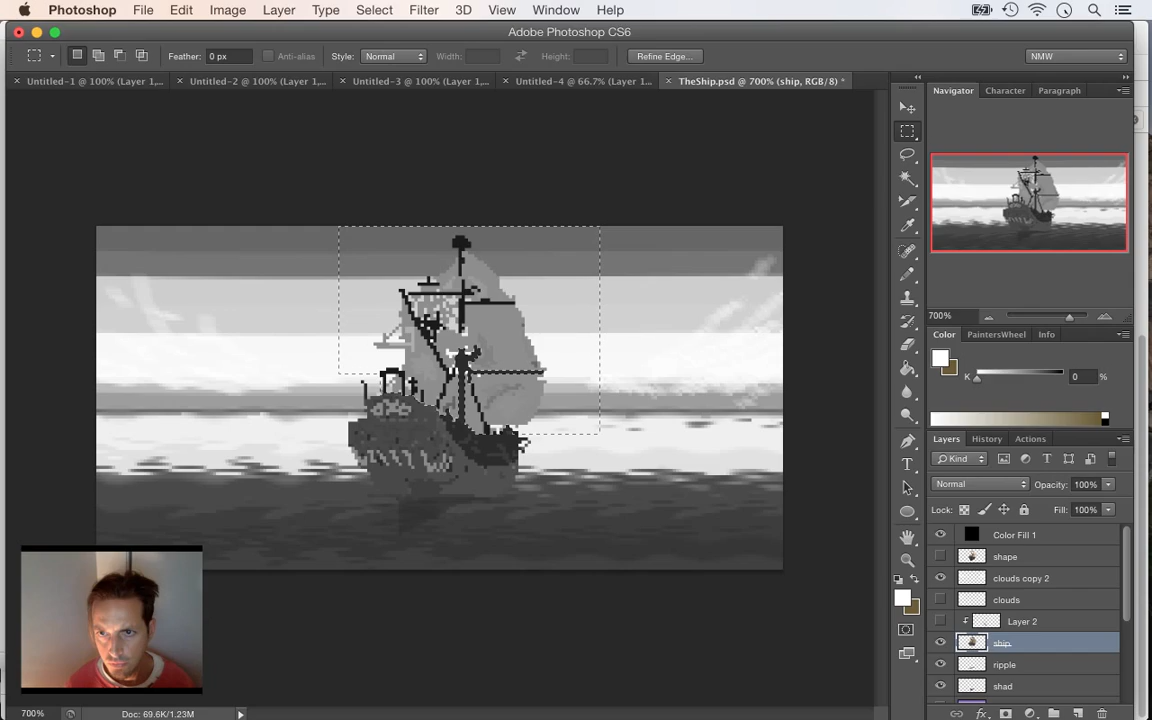 Photoshop File Edit Image Layer Type Select Filter 3D View Window Help
Adobe Photoshop CS6
Feather: 0 px Anti-alias Style: Normal Width: Height: Refine Edge... NMW
Untitled-1 @ 100% (Layer 1,... Untitled-2 @ 100% (Layer 1,... Untitled-3 @ 100% (Layer 1,... Untitled-4 @ 66.7% (Layer 1... TheShip.psd @ 700% (ship, RGB/8) *
Navigator Character Paragraph
700%
Color PaintersWheel Info
K 0 %
Layers History Actions
Kind
Normal Opacity: 100%
Lock: Fill: 100%
Color Fill 1
shape
clouds copy 2
clouds
Layer 2
ship
ripple
shad
700% Doc: 69.6K/1.23M